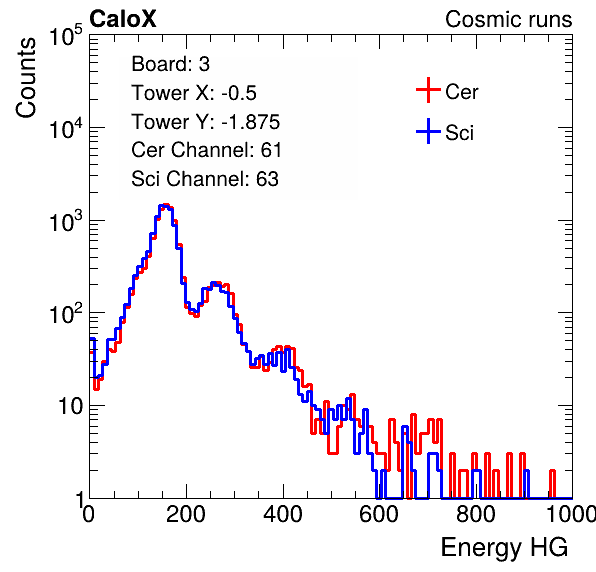 CaloX Cosmic runs
Counts
10^5
10^4
10^3
10^2
10
1
Board: 3
Tower X: -0.5
Tower Y: -1.875
Cer Channel: 61
Sci Channel: 63
Cer
Sci
0 200 400 600 800 1000
Energy HG